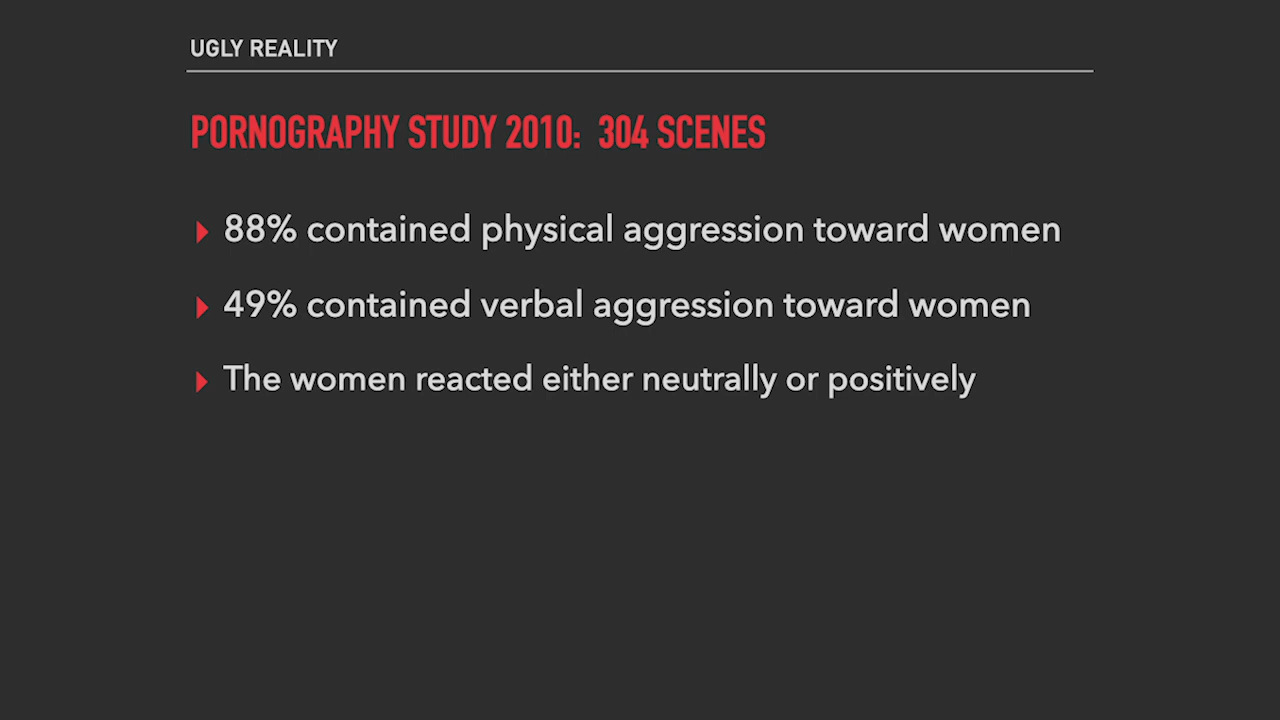 UGLY REALITY
PORNOGRAPHY STUDY 2010: 304 SCENES
88% contained physical aggression toward women
49% contained verbal aggression toward women
The women reacted either neutrally or positively